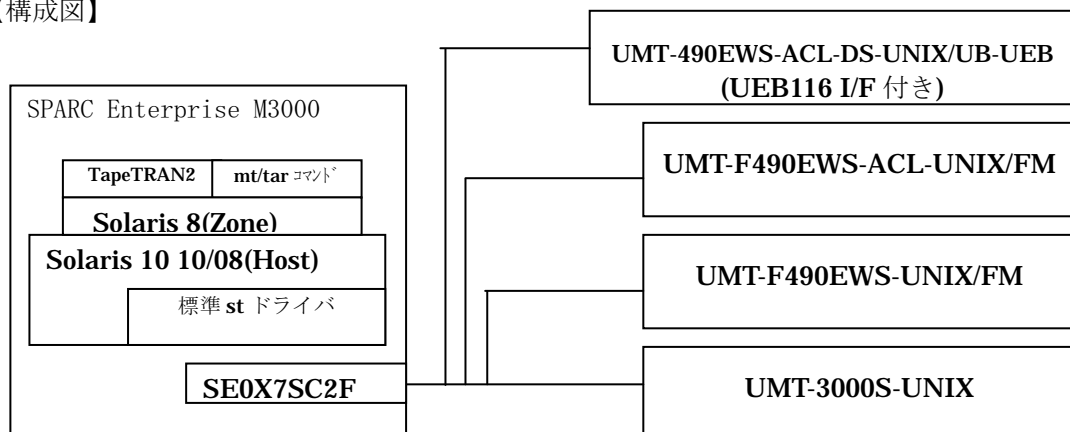 【構成図】
SPARC Enterprise M3000
TapeTRAN2
mt/tar ｺﾏﾝﾄﾞ
Solaris 8(Zone)
Solaris 10 10/08(Host)
標準 st ドライバ
SE0X7SC2F
UMT-490EWS-ACL-DS-UNIX/UB-UEB
(UEB116 I/F 付き)
UMT-F490EWS-ACL-UNIX/FM
UMT-F490EWS-UNIX/FM
UMT-3000S-UNIX